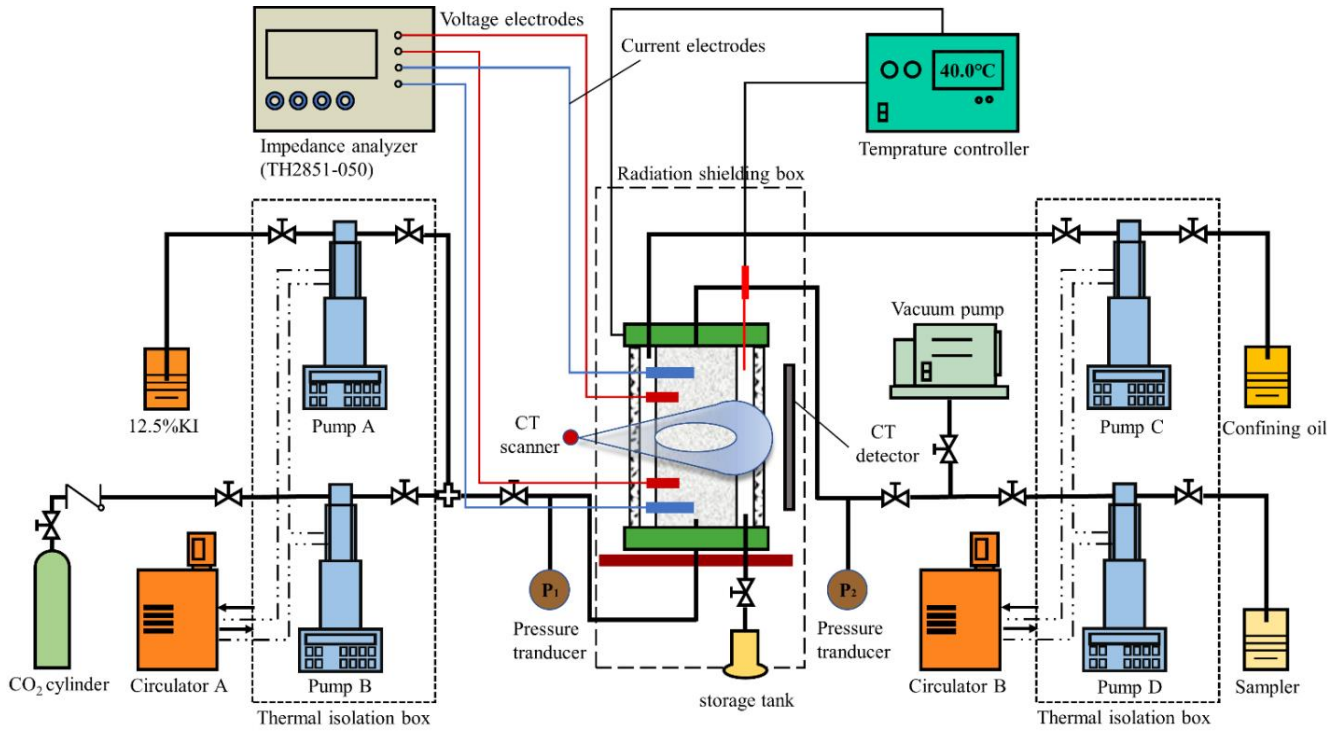 Voltage electrodes
Current electrodes
40.0°C
Impedance analyzer
(TH2851-050)
Temprature controller
Radiation shielding box
Vacuum pump
12.5%KI
Pump A
CT
scanner
CT
detector
Pump C
Confining oil
P₁
P₂
Pressure
tranducer
Pressure
tranducer
CO₂ cylinder
Circulator A
Pump B
storage tank
Circulator B
Pump D
Sampler
Thermal isolation box
Thermal isolation box